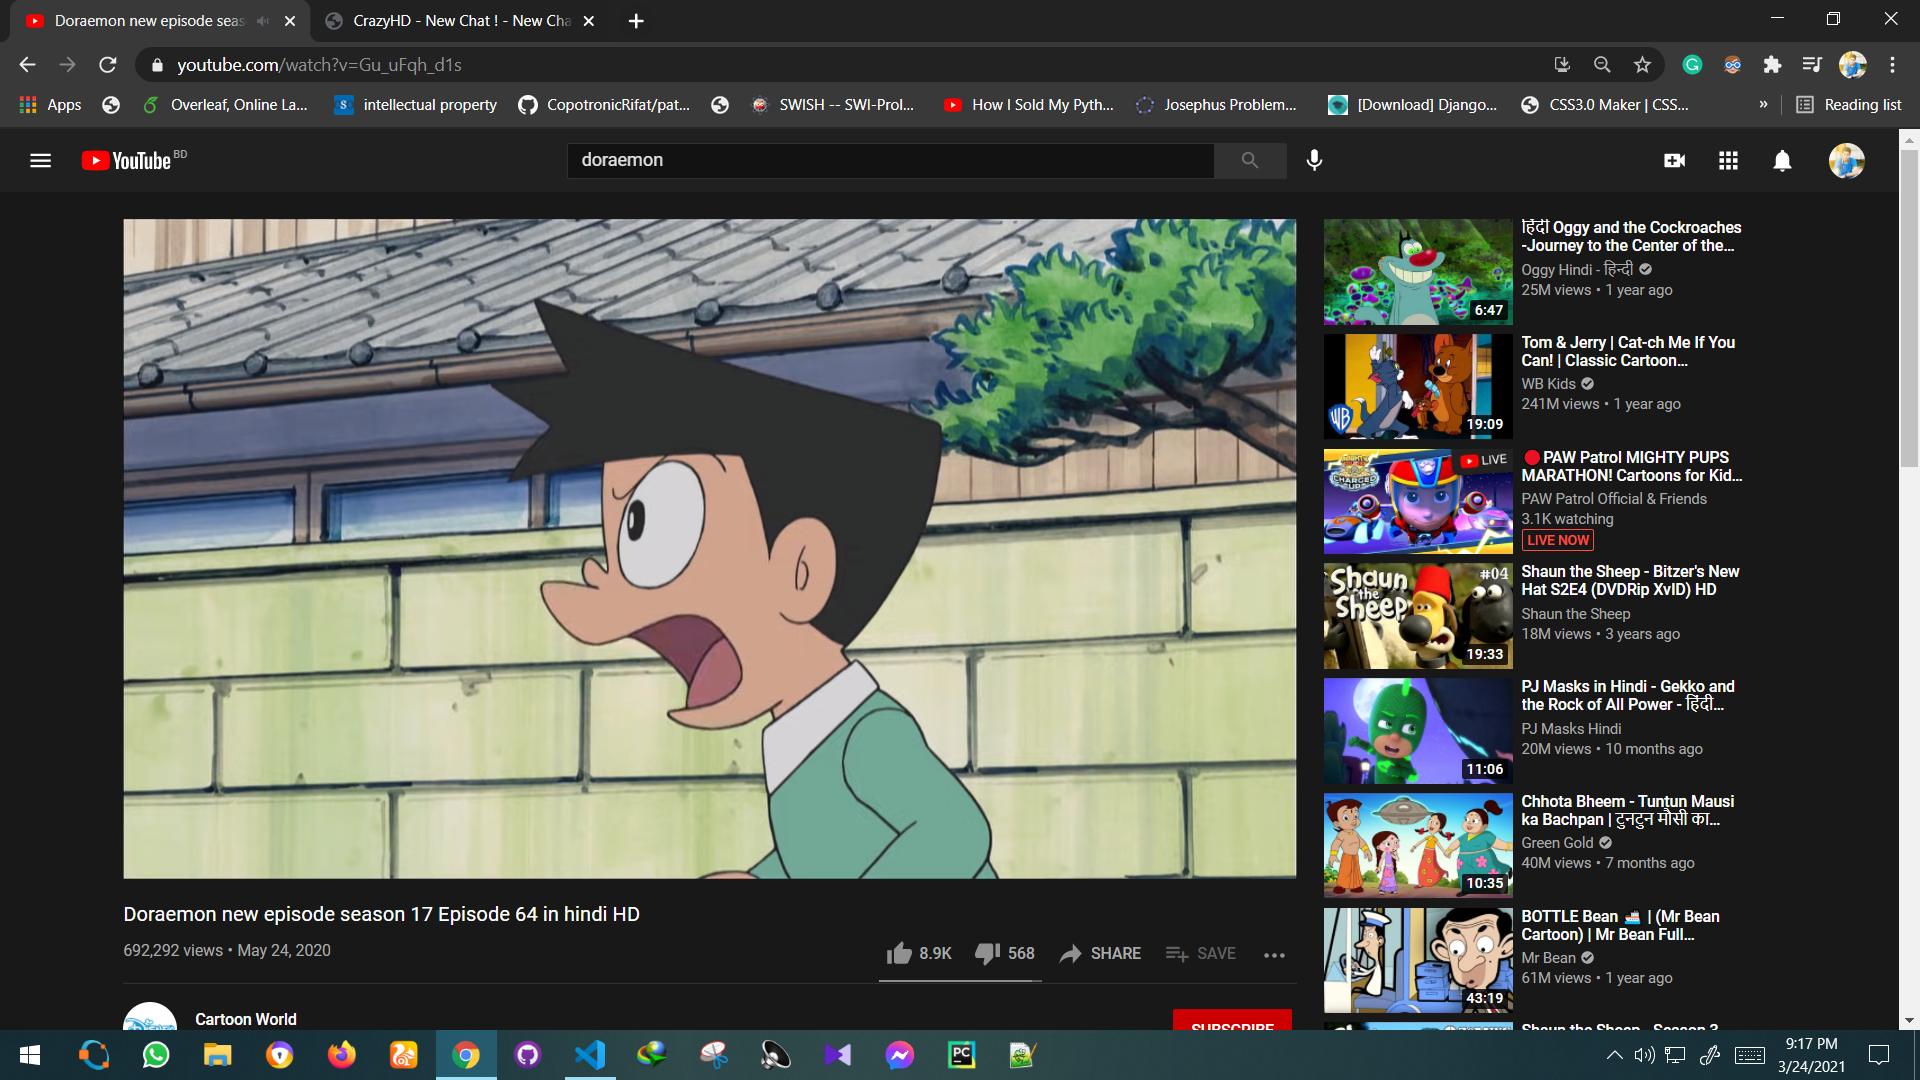 Doraemon new episode seas
CrazyHD - New Chat ! - New Cha
youtube.com/watch?v=Gu_uFqh_d1s
Apps
Overleaf, Online La...
intellectual property
CopotronicRifat/pat...
SWISH -- SWI-Prol...
How I Sold My Pyth...
Josephus Problem...
[Download] Django...
CSS3.0 Maker | CSS...
»
Reading list
YouTube BD
doraemon
हिंदी Oggy and the Cockroaches
-Journey to the Center of the...
Oggy Hindi - हिन्दी
25M views • 1 year ago
6:47
Tom & Jerry | Cat-ch Me If You
Can! | Classic Cartoon...
WB Kids
241M views • 1 year ago
WB
19:09
PAW Patrol MIGHTY PUPS
MARATHON! Cartoons for Kid...
PAW Patrol Official & Friends
3.1K watching
LIVE NOW
LIVE
CHARGED UP
Shaun the Sheep - Bitzer's New
Hat S2E4 (DVDRip XvID) HD
Shaun the Sheep
18M views • 3 years ago
Shaun
the
Sheep
#04
19:33
PJ Masks in Hindi - Gekko and
the Rock of All Power - हिंदी...
PJ Masks Hindi
20M views • 10 months ago
11:06
Chhota Bheem - Tuntun Mausi
ka Bachpan | टुनटुन मौसी का...
Green Gold
40M views • 7 months ago
10:35
BOTTLE Bean | (Mr Bean
Cartoon) | Mr Bean Full...
Mr Bean
61M views • 1 year ago
43:19
Shaun the Sheep - Season 3
Doraemon new episode season 17 Episode 64 in hindi HD
692,292 views • May 24, 2020
8.9K
568
SHARE
SAVE
Cartoon World
SUBSCRIBE
PC
9:17 PM
3/24/2021